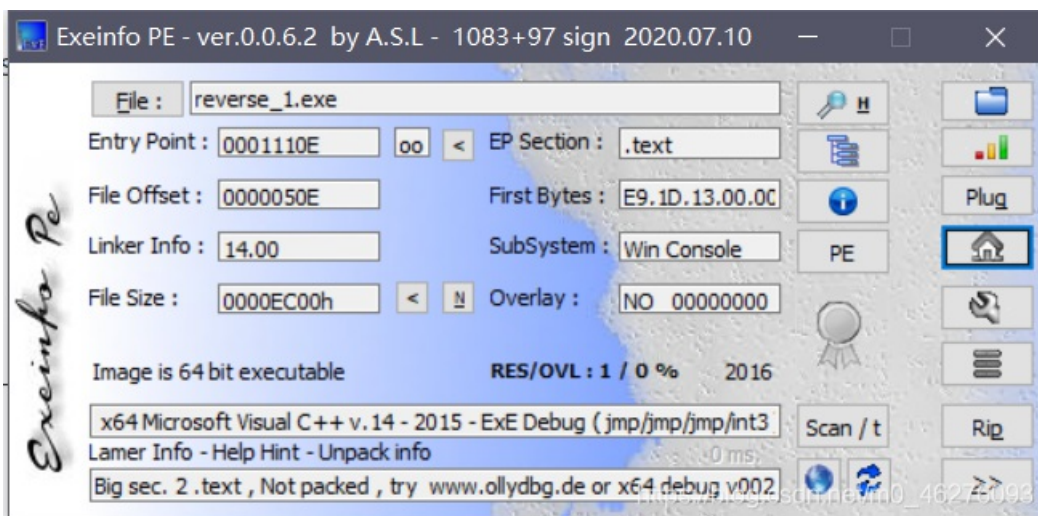 Exeinfo PE - ver.0.0.6.2 by A.S.L - 1083+97 sign 2020.07.10
File : reverse_1.exe H
Entry Point : 0001110E oo < EP Section : .text
File Offset : 0000050E First Bytes : E9.1D.13.00.00 Plug
Linker Info : 14.00 SubSystem : Win Console PE
File Size : 0000EC00h < N Overlay : NO 00000000
Image is 64 bit executable RES/OVL : 1 / 0 % 2016
x64 Microsoft Visual C++ v.14 - 2015 - ExE Debug ( jmp/jmp/jmp/int3 Scan / t Rip
Lamer Info - Help Hint - Unpack info 0 ms.
Big sec. 2 .text , Not packed , try www.ollydbg.de or x64 debug v002 >>
Exeinfo Pe